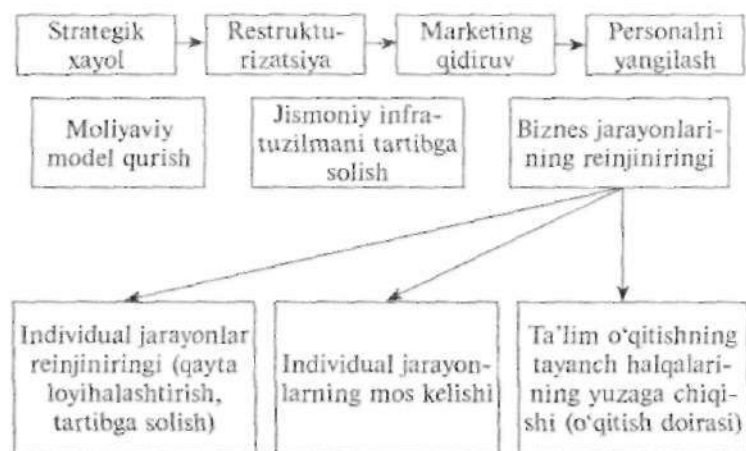 Strategik
xayol
Restruktu-
rizatsiya
Marketing
qidiruv
Personalni
yangilash
Moliyaviy
model qurish
Jismoniy infra-
tuzilmani tartibga
solish
Biznes jarayonlari-
ning reinjiniringi
Individual jarayonlar
reinjiniringi (qayta
loyihalashtirish,
tartibga solish)
Individual jarayon-
larning mos kelishi
Ta’lim o‘qitishning
tayanch halqalari-
ning yuzaga chiqi-
shi (o‘qitish doirasi)